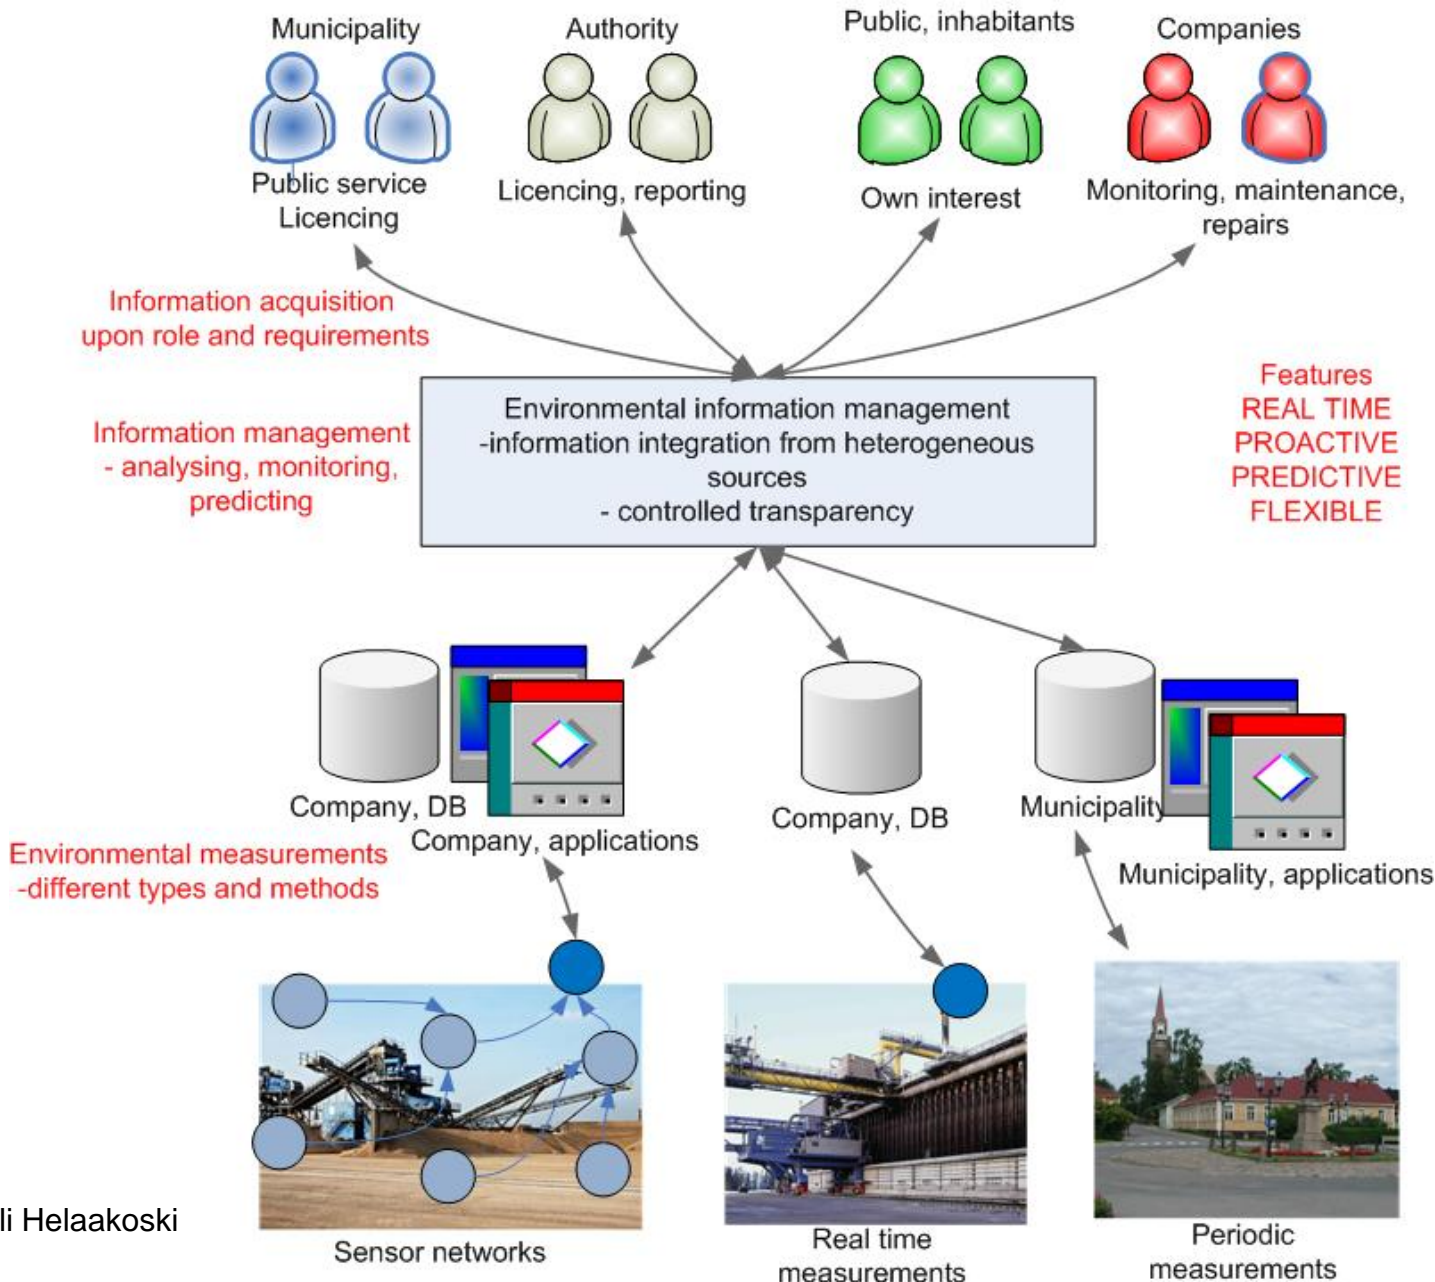 Municipality
Authority
Public, inhabitants
Companies
Public service
Licencing
Licencing, reporting
Own interest
Monitoring, maintenance,
repairs
Information acquisition
upon role and requirements
Information management
- analysing, monitoring,
predicting
Environmental information management
-information integration from heterogeneous
sources
- controlled transparency
Features
REAL TIME
PROACTIVE
PREDICTIVE
FLEXIBLE
Company, DB
Company, applications
Company, DB
Municipality
Municipality, applications
Environmental measurements
-different types and methods
li Helaakoski
Sensor networks
Real time
measurements
Periodic
measurements